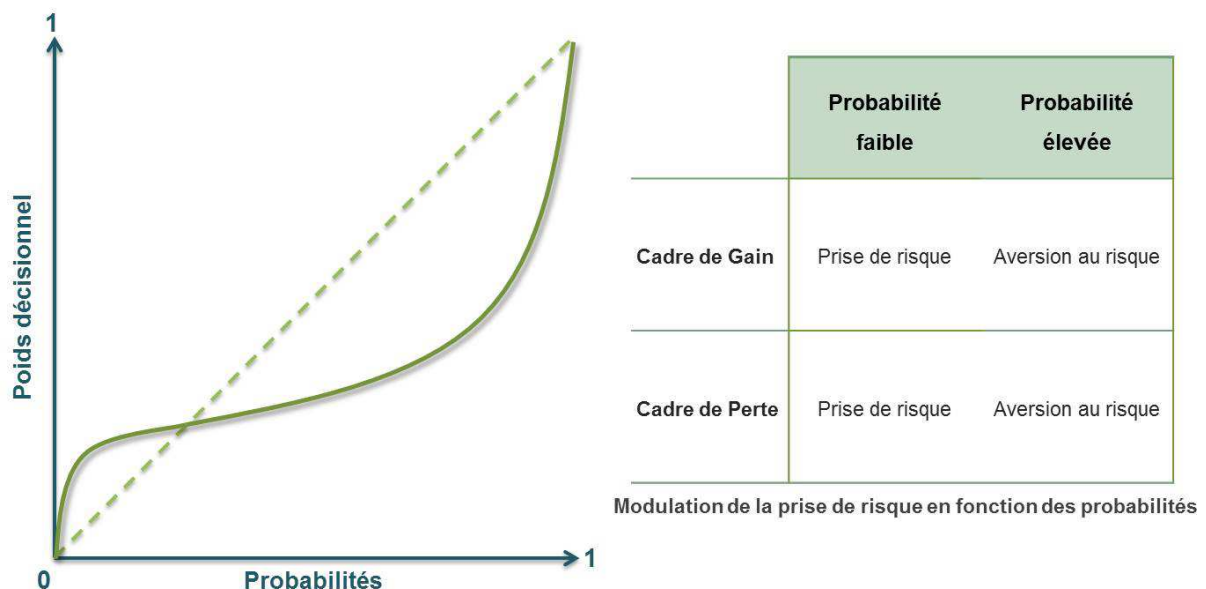 1
Poids décisionnel
0
Probabilités
1
Probabilité
faible
Probabilité
élevée
Cadre de Gain
Prise de risque
Aversion au risque
Cadre de Perte
Prise de risque
Aversion au risque
Modulation de la prise de risque en fonction des probabilités